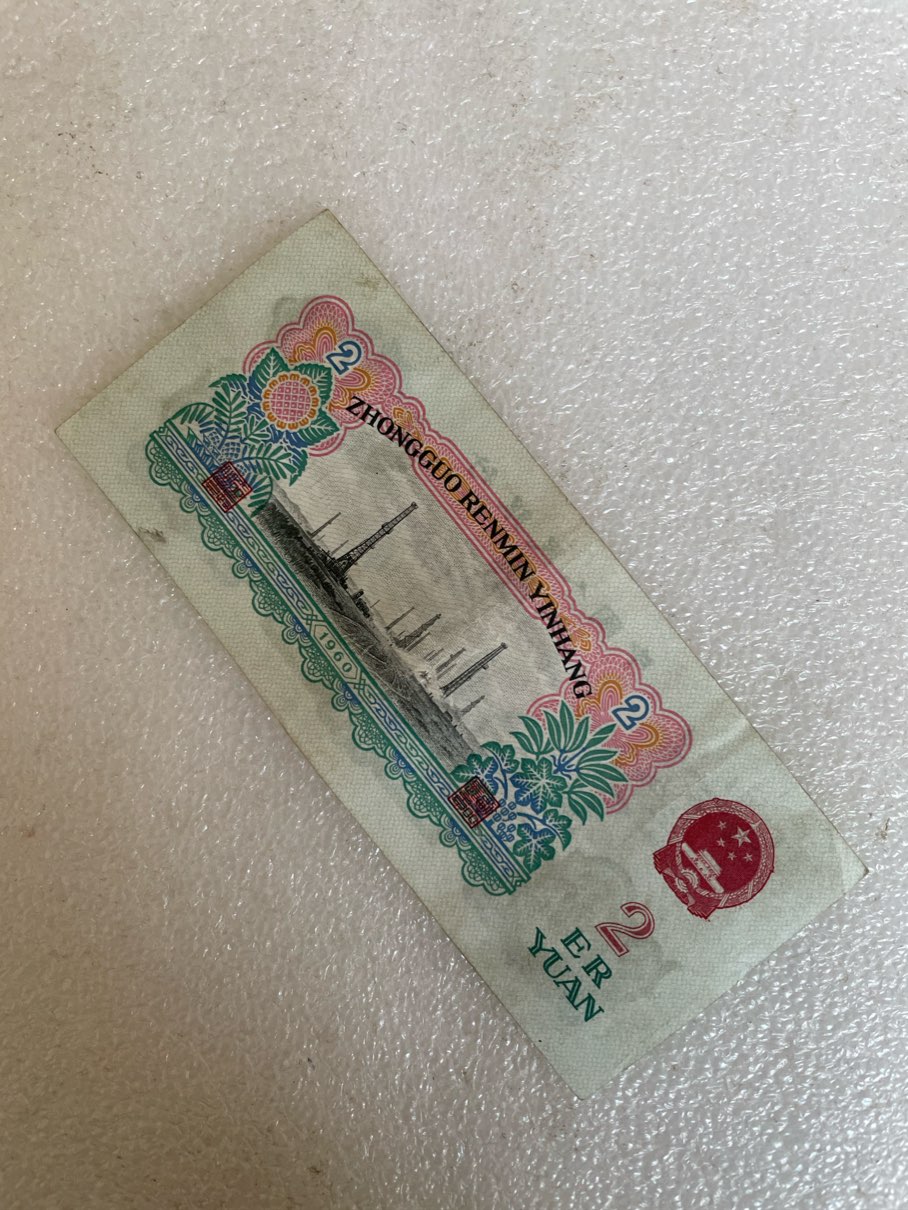 2
ZHONGGUO RENMIN YINHANG
2
1960
2
ER
YUAN